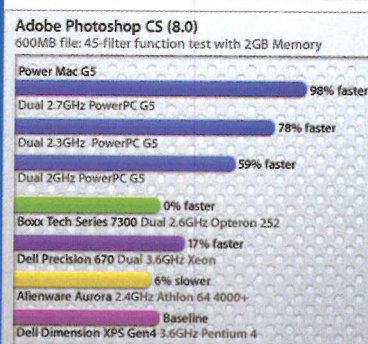 Adobe Photoshop CS (8.0)
600MB file: 45-filter function test with 2GB Memory
Power Mac G5
98% faster
Dual 2.7GHz PowerPC G5
78% faster
Dual 2.3GHz PowerPC G5
59% faster
Dual 2GHz PowerPC G5
0% faster
Boxx Tech Series 7300 Dual 2.6GHz Opteron 252
17% faster
Dell Precision 670 Dual 3.6GHz Xeon
6% slower
Alienware Aurora 2.4GHz Athlon 64 4000+
Baseline
Dell Dimension XPS Gen4 3.6GHz Pentium 4